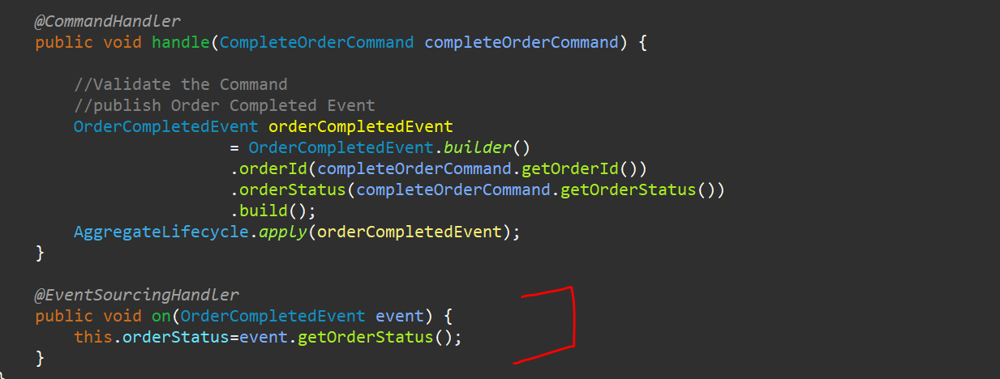 @CommandHandler
public void handle(CompleteOrderCommand completeOrderCommand) {
//Validate the Command
//publish Order Completed Event
OrderCompletedEvent orderCompletedEvent
= OrderCompletedEvent.builder()
.orderId(completeOrderCommand.getOrderId())
.orderStatus(completeOrderCommand.getOrderStatus())
.build();
AggregateLifecycle.apply(orderCompletedEvent);
}
@EventSourcingHandler
public void on(OrderCompletedEvent event) {
this.orderStatus=event.getOrderStatus();
}
}